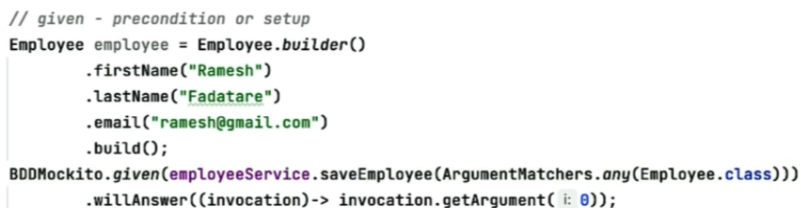 // given - precondition or setup
Employee employee = Employee.builder()
.firstName("Ramesh")
.lastName("Fadatare")
.email("ramesh@gmail.com")
.build();
BDDMockito.given(employeeService.saveEmployee(ArgumentMatchers.any(Employee.class)))
.willAnswer((invocation)-> invocation.getArgument( i: 0));